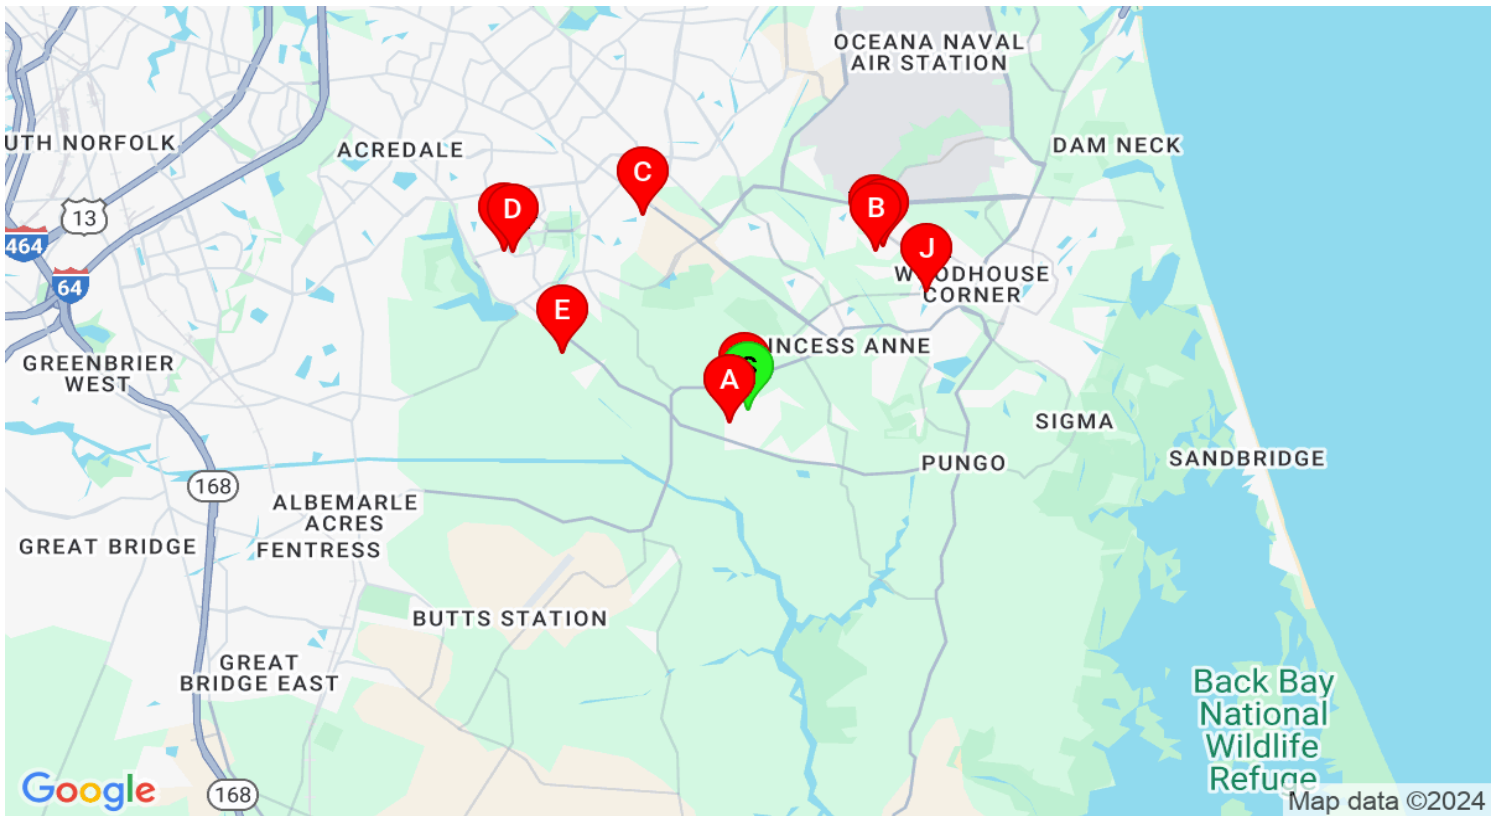 OCEANA NAVAL
AIR STATION
UTH NORFOLK
ACREDALE
DAM NECK
C
13
D
B
464
J
64
WOODHOUSE
CORNER
E
INCESS ANNE
GREENBRIER
WEST
S
A
SIGMA
PUNGO
SANDBRIDGE
168
ALBEMARLE
ACRES
GREAT BRIDGE
FENTRESS
BUTTS STATION
GREAT
BRIDGE EAST
Back Bay
National
Wildlife
Refuge
Google
168
Map data ©2024